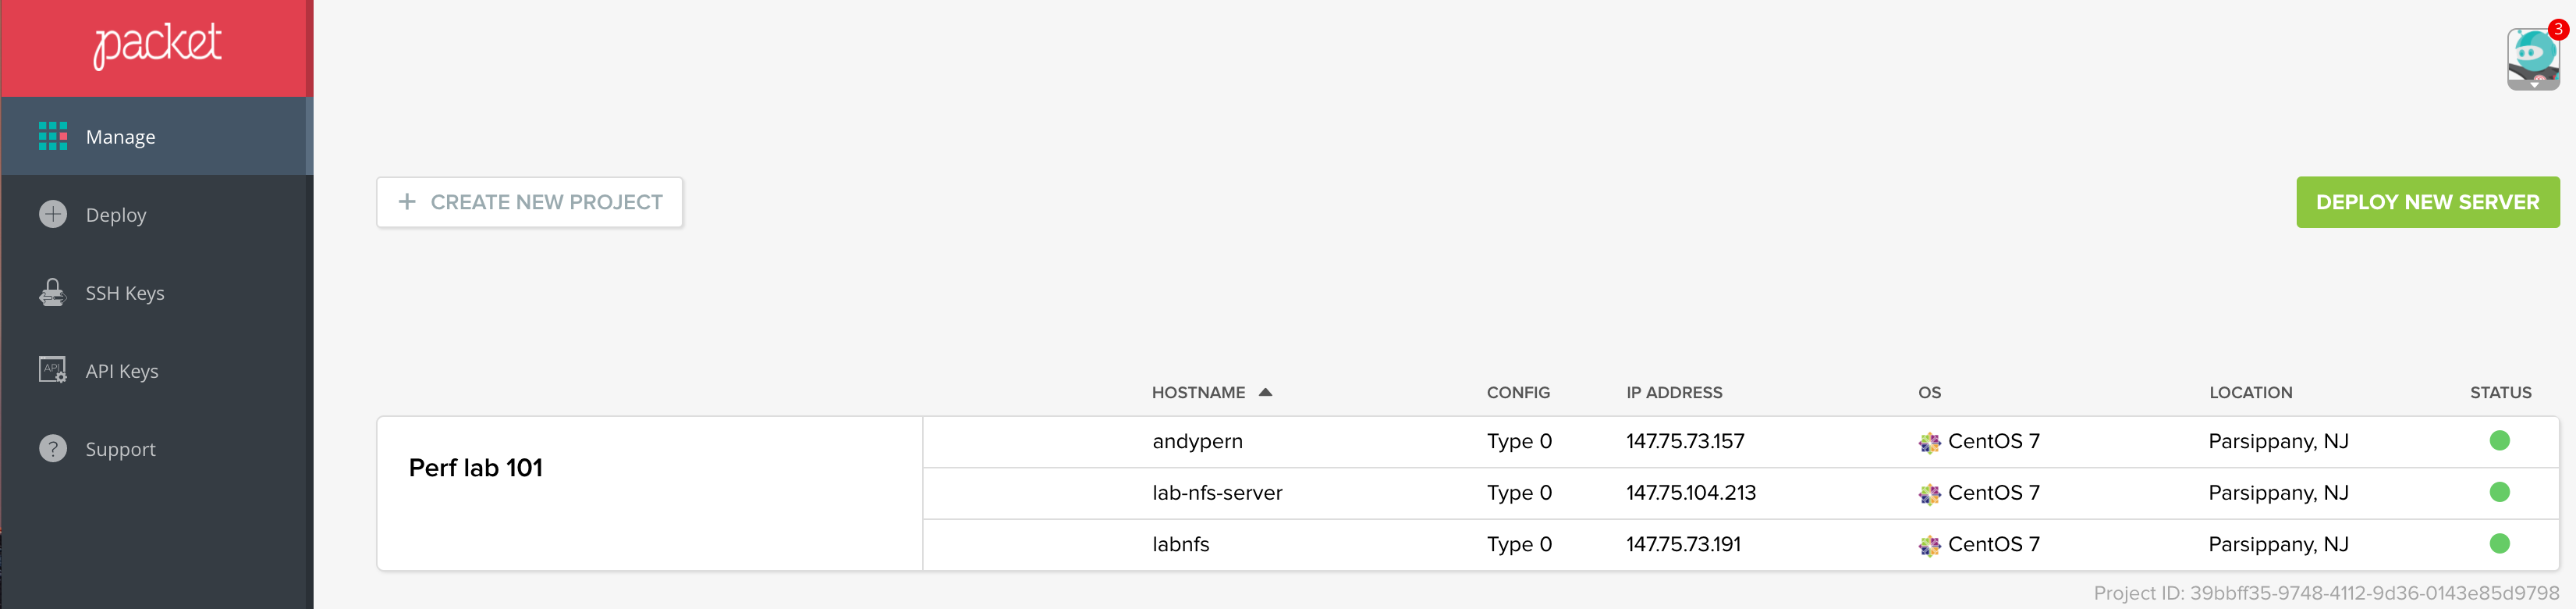 packet
3
Manage
Deploy
SSH Keys
API
API Keys
?
Support
+ CREATE NEW PROJECT
DEPLOY NEW SERVER
HOSTNAME CONFIG IP ADDRESS OS LOCATION STATUS
Perf lab 101
andypern Type 0 147.75.73.157 CentOS 7 Parsippany, NJ
lab-nfs-server Type 0 147.75.104.213 CentOS 7 Parsippany, NJ
labnfs Type 0 147.75.73.191 CentOS 7 Parsippany, NJ
Project ID: 39bbff35-9748-4112-9d36-0143e85d9798